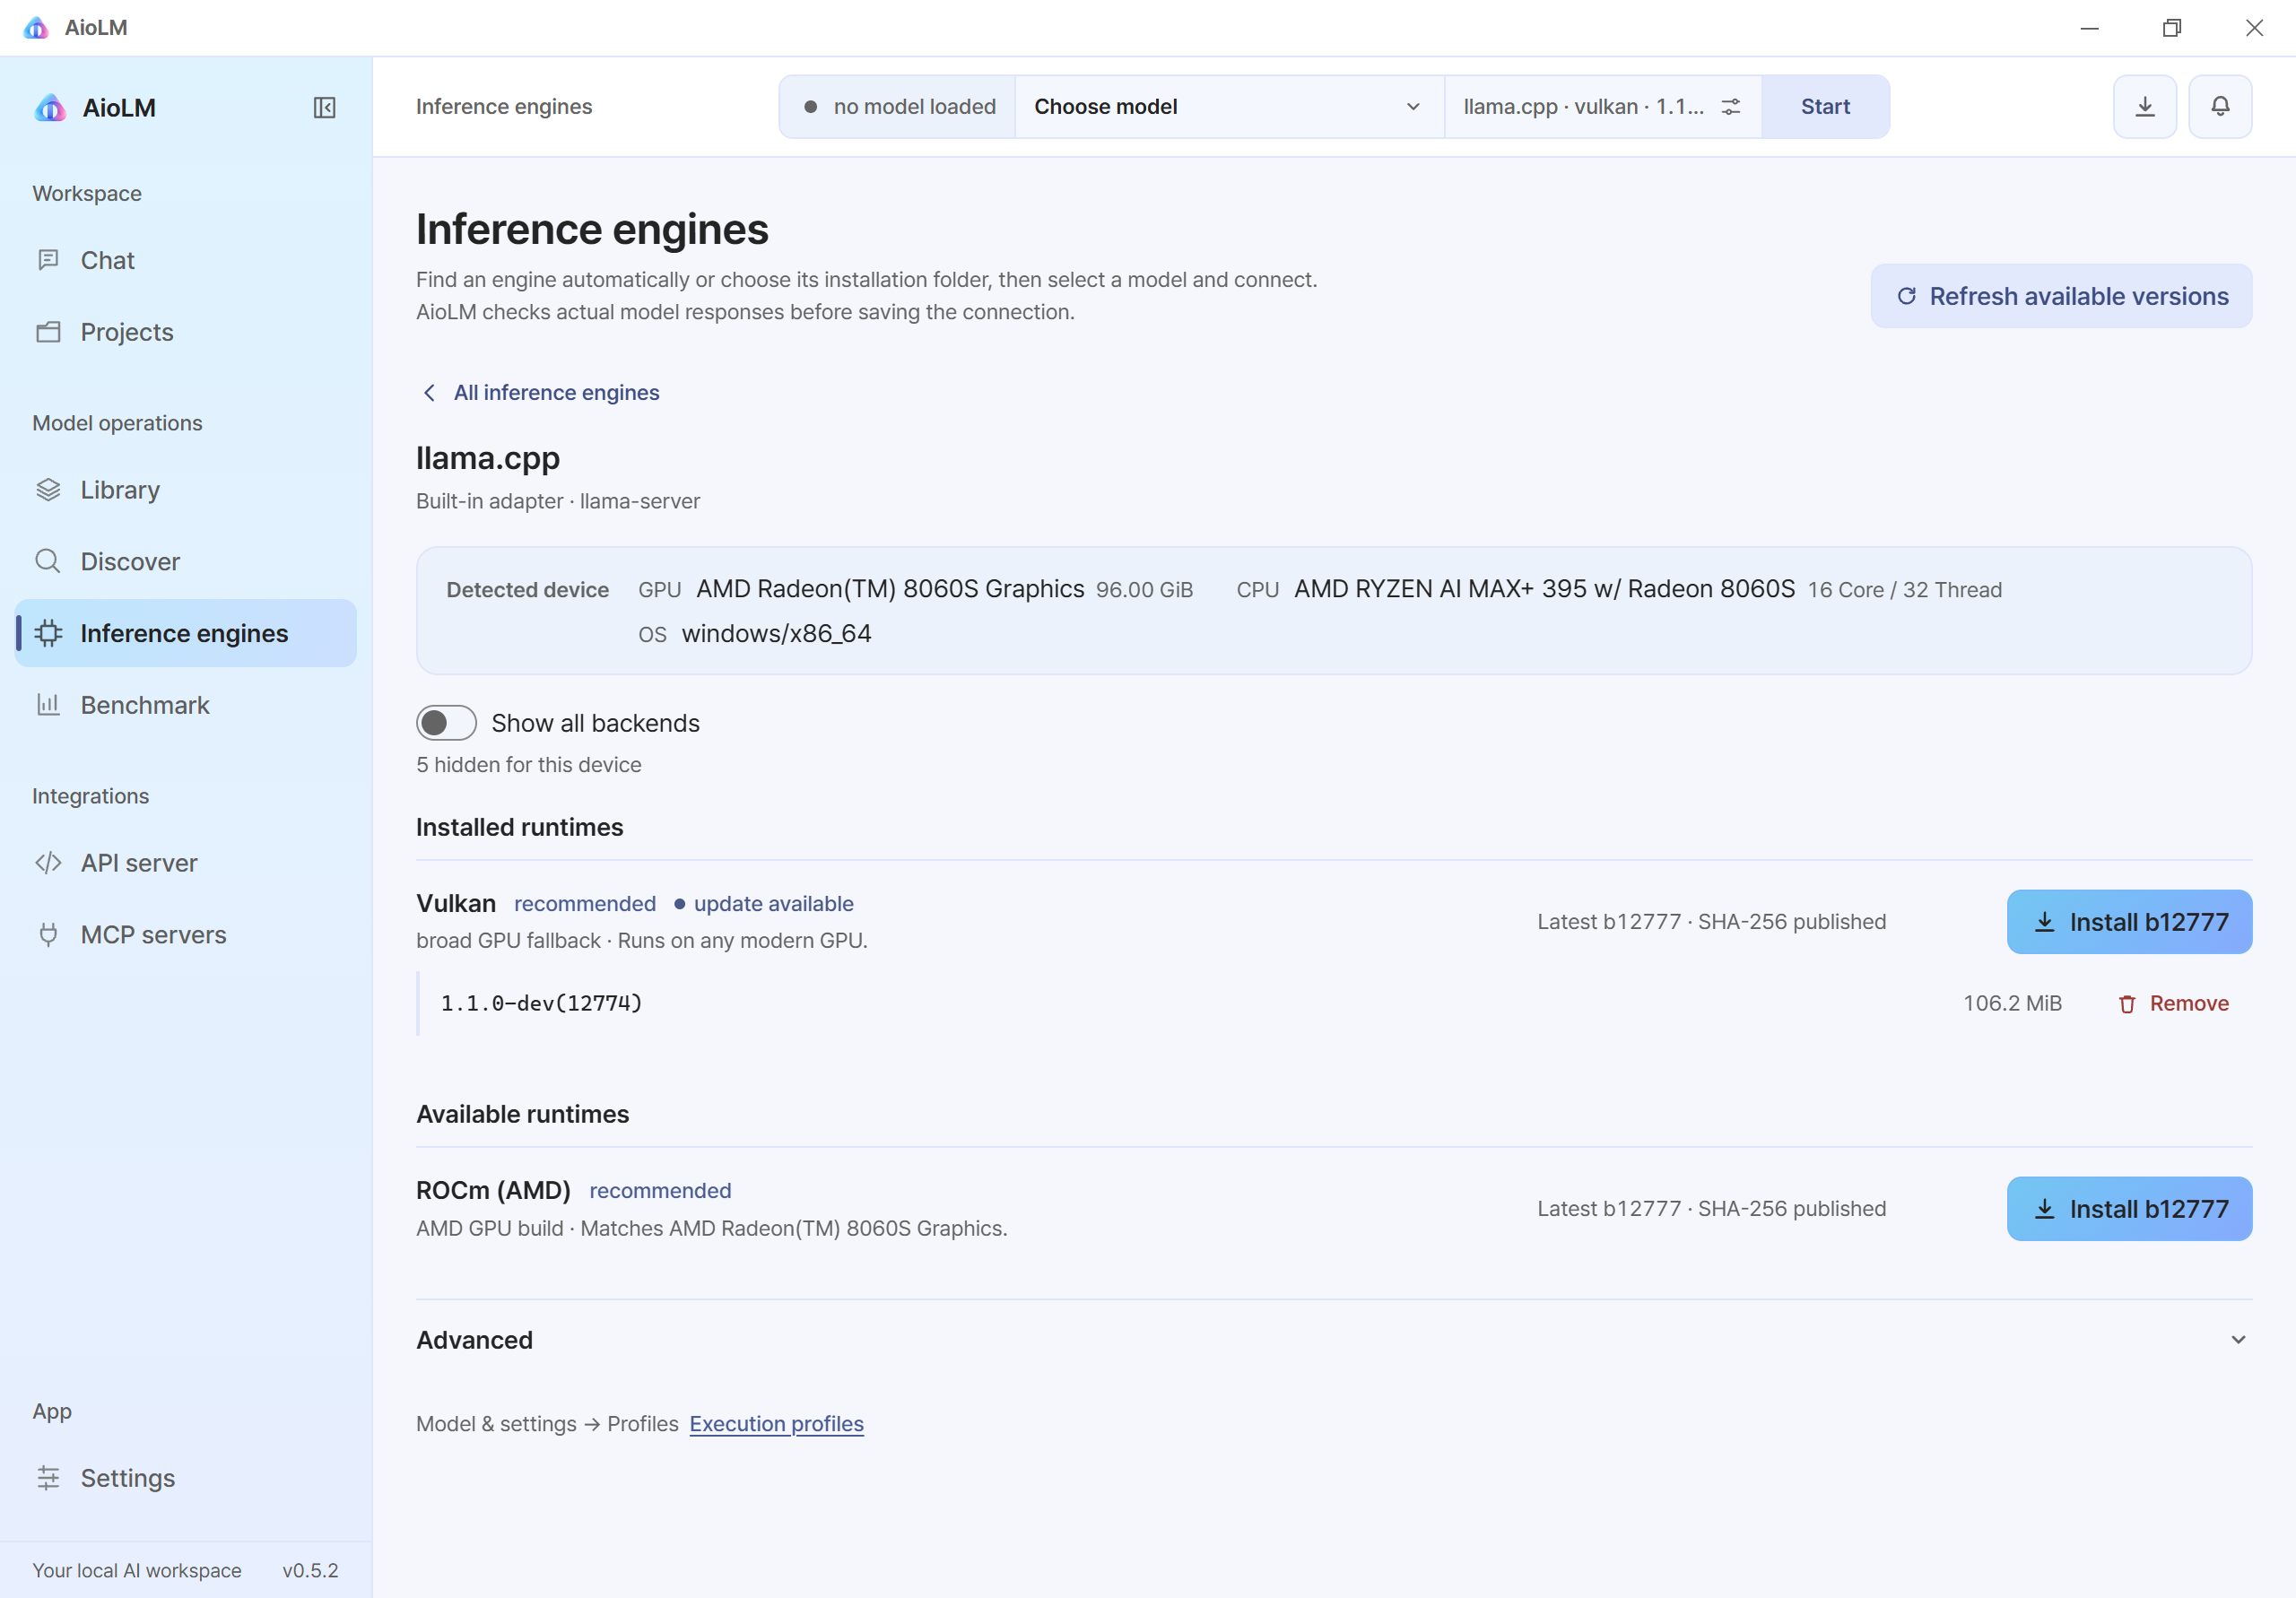 AioLM
AioLM
Workspace
Chat
Projects
Model operations
Library
Discover
Inference engines
Benchmark
Integrations
API server
MCP servers
App
Settings
Your local AI workspace v0.5.2
Inference engines
no model loaded
Choose model
llama.cpp · vulkan · 1.1...
Start
Inference engines
Find an engine automatically or choose its installation folder, then select a model and connect.
AioLM checks actual model responses before saving the connection.
Refresh available versions
All inference engines
llama.cpp
Built-in adapter · llama-server
Detected device GPU AMD Radeon(TM) 8060S Graphics 96.00 GiB CPU AMD RYZEN AI MAX+ 395 w/ Radeon 8060S 16 Core / 32 Thread
OS windows/x86_64
Show all backends
5 hidden for this device
Installed runtimes
Vulkan recommended ● update available
broad GPU fallback · Runs on any modern GPU.
Latest b12777 · SHA-256 published
Install b12777
1.1.0-dev(12774)
106.2 MiB
Remove
Available runtimes
ROCm (AMD) recommended
AMD GPU build · Matches AMD Radeon(TM) 8060S Graphics.
Latest b12777 · SHA-256 published
Install b12777
Advanced
Model & settings → Profiles Execution profiles